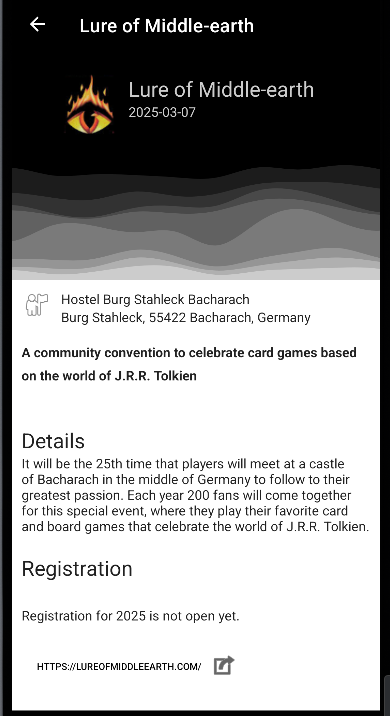 Lure of Middle-earth
Lure of Middle-earth
2025-03-07
Hostel Burg Stahleck Bacharach
Burg Stahleck, 55422 Bacharach, Germany
A community convention to celebrate card games based
on the world of J.R.R. Tolkien
Details
It will be the 25th time that players will meet at a castle
of Bacharach in the middle of Germany to follow to their
greatest passion. Each year 200 fans will come together
for this special event, where they play their favorite card
and board games that celebrate the world of J.R.R. Tolkien.
Registration
Registration for 2025 is not open yet.
HTTPS://LUREOFMIDDLEEARTH.COM/